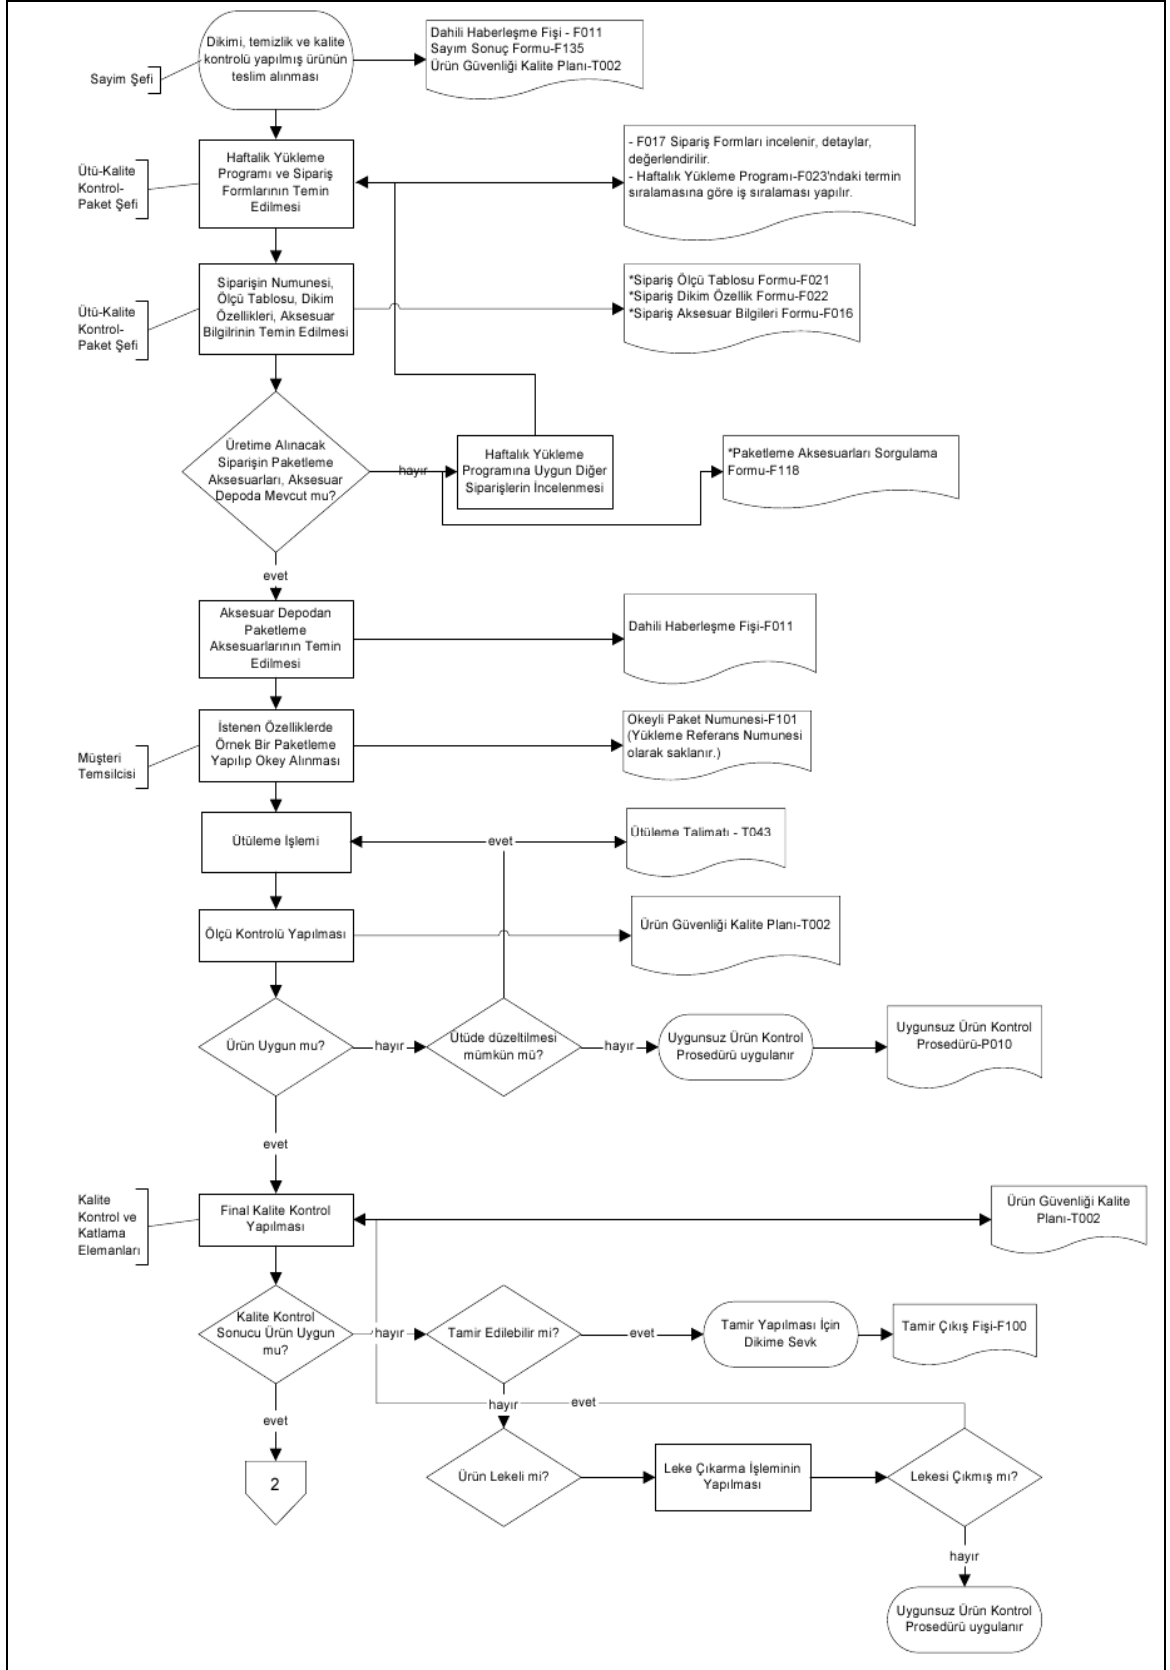 Dikimi, temizlik ve kalite
kontrolü yapılmış ürünün
teslim alınması
Sayim Şefi
Dahili Haberleşme Fişi - F011
Sayım Sonuç Formu-F135
Ürün Güvenliği Kalite Planı-T002
Ütü-Kalite
Kontrol-
Paket Şefi
Haftalik Yükleme
Programı ve Sipariş
Formlarının Temin
Edilmesi
- F017 Sipariş Formları incelenir, detaylar,
değerlendirilir.
- Haftalık Yükleme Programı-F023'ndaki termin
sıralamasına göre iş sıralaması yapılır.
Ütü-Kalite
Kontrol-
Paket Şefi
Siparişin Numunesi,
Ölçü Tablosu, Dikim
Özellikleri, Aksesuar
Bilgilrinin Temin Edilmesi
*Sipariş Ölçü Tablosu Formu-F021
*Sipariş Dikim Özellik Formu-F022
*Sipariş Aksesuar Bilgileri Formu-F016
Üretime Alınacak
Siparişin Paketleme
Aksesuarları, Aksesuar
Depoda Mevcut mu?
hayır
Haftalık Yükleme
Programına Uygun Diğer
Siparişlerin İncelenmesi
*Paketleme Aksesuarları Sorgulama
Formu-F118
evet
Aksesuar Depodan
Paketleme
Aksesuarlarının Temin
Edilmesi
Dahili Haberleşme Fişi-F011
Müşteri
Temsilcisi
İstenen Özelliklerde
Örnek Bir Paketleme
Yapılıp Okey Alınması
Okeyli Paket Numunesi-F101
(Yükleme Referans Numunesi
olarak saklanır.)
Ütüleme İşlemi
evet
Ütüleme Talimatı - T043
Ölçü Kontrolü Yapılması
Ürün Güvenliği Kalite Planı-T002
Ürün Uygun mu?
hayır
Ütüde düzeltilmesi
mümkün mü?
hayır
Uygunsuz Ürün Kontrol
Prosedürü uygulanır
Uygunsuz Ürün Kontrol
Prosedürü-P010
evet
Kalite
Kontrol ve
Katlama
Elemanları
Final Kalite Kontrol
Yapılması
Ürün Güvenliği Kalite
Planı-T002
Kalite Kontrol
Sonucu Ürün Uygun
mu?
hayır
Tamir Edilebilir mi?
evet
Tamir Yapılması İçin
Dikime Sevk
Tamir Çıkış Fişi-F100
hayır
evet
evet
2
Ürün Lekeli mi?
Leke Çıkarma İşleminin
Yapılması
Lekesi Çıkmış mı?
hayır
Uygunsuz Ürün Kontrol
Prosedürü uygulanır